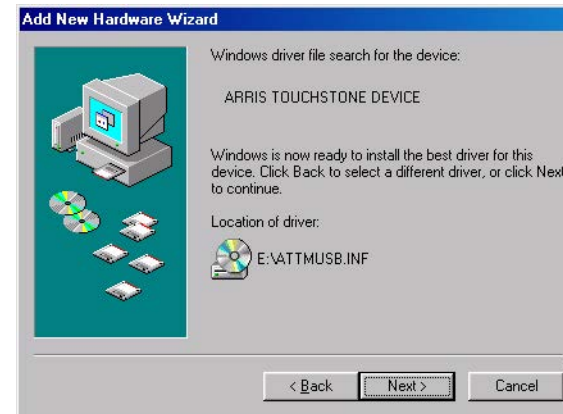 Add New Hardware Wizard
Windows driver file search for the device:
ARRIS TOUCHSTONE DEVICE
Windows is now ready to install the best driver for this
device. Click Back to select a different driver, or click Next
to continue.
Location of driver:
E:\ATTMUSB.INF
< Back
Next >
Cancel